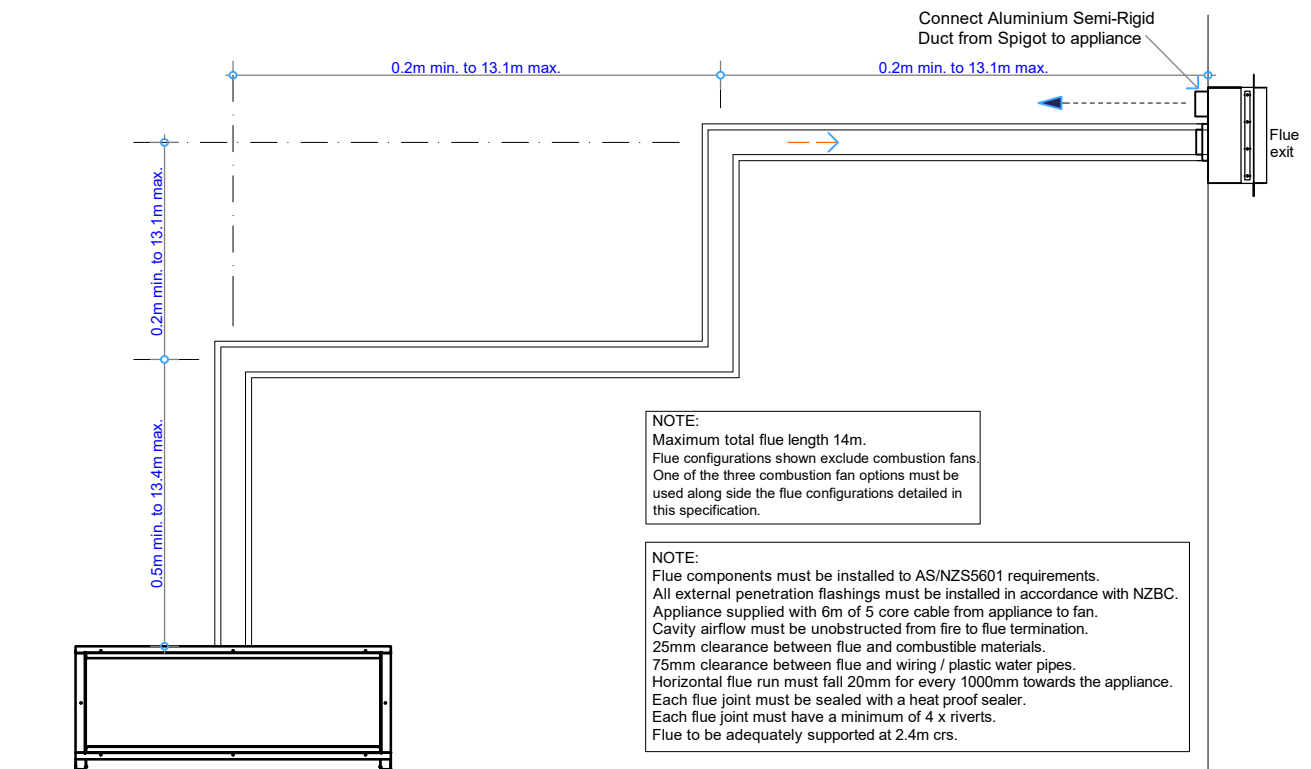 Connect Aluminium Semi-Rigid
Duct from Spigot to appliance
0.2m min. to 13.1m max.
0.2m min. to 13.1m max.
Flue
exit
0.2m min. to 13.1m max.
0.5m min. to 13.4m max.
NOTE:
Maximum total flue length 14m.
Flue configurations shown exclude combustion fans.
One of the three combustion fan options must be
used along side the flue configurations detailed in
this specification.
NOTE:
Flue components must be installed to AS/NZS5601 requirements.
All external penetration flashings must be installed in accordance with NZBC.
Appliance supplied with 6m of 5 core cable from appliance to fan.
Cavity airflow must be unobstructed from fire to flue termination.
25mm clearance between flue and combustible materials.
75mm clearance between flue and wiring / plastic water pipes.
Horizontal flue run must fall 20mm for every 1000mm towards the appliance.
Each flue joint must be sealed with a heat proof sealer.
Each flue joint must have a minimum of 4 x riverts.
Flue to be adequately supported at 2.4m crs.